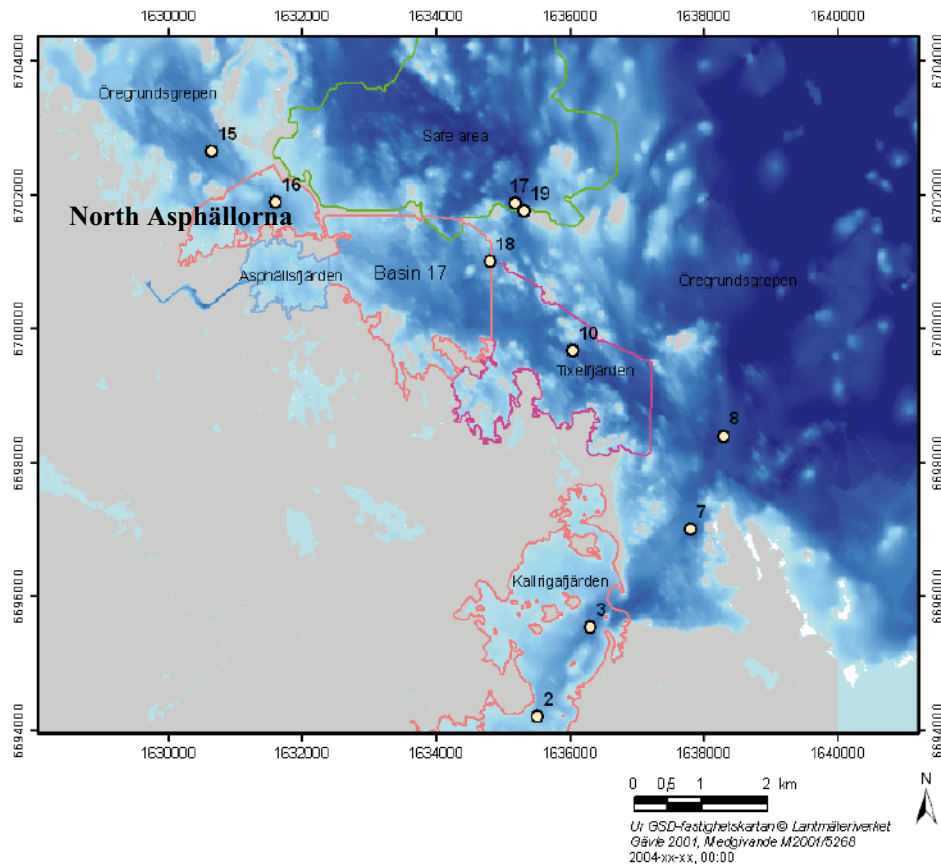 1630000 1632000 1634000 1636000 1638000 1640000
6704000 6704000
Öregrundsgrepen
Safe area
15
6702000 6702000
16
17
19
North Asphällorna
18
Asphällsfjärden
Basin 17
Öregrundsgrepen
6700000 6700000
10
Tixelfjärden
8
6698000 6698000
7
Kallrigafjärden
6696000 6696000
3
2
6694000 6694000
1630000 1632000 1634000 1636000 1638000 1640000
0 0,5 1 2 km
N
Ur GSD-fastighetskartan © Lantmäteriverket
Gävle 2001, Medgivande M2001/5268
2004-xx-xx, 00:00